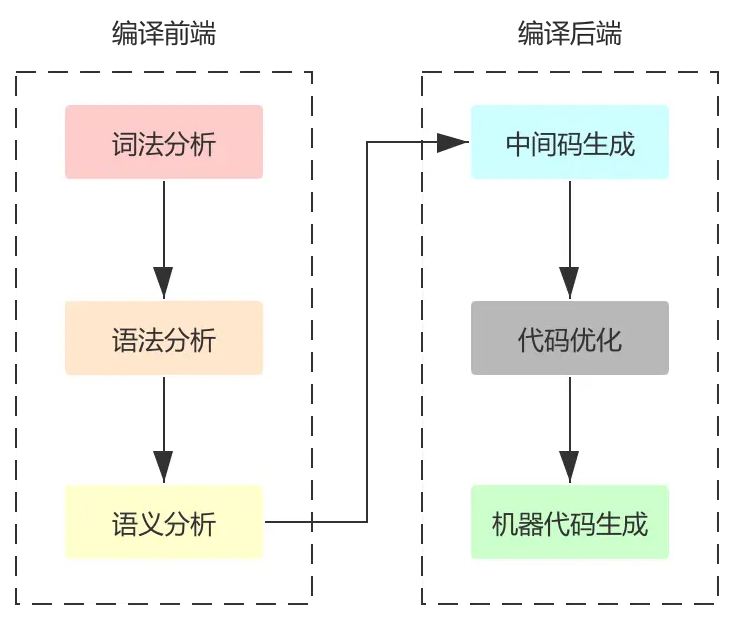 编译前端
词法分析
语法分析
语义分析
编译后端
中间码生成
代码优化
机器代码生成